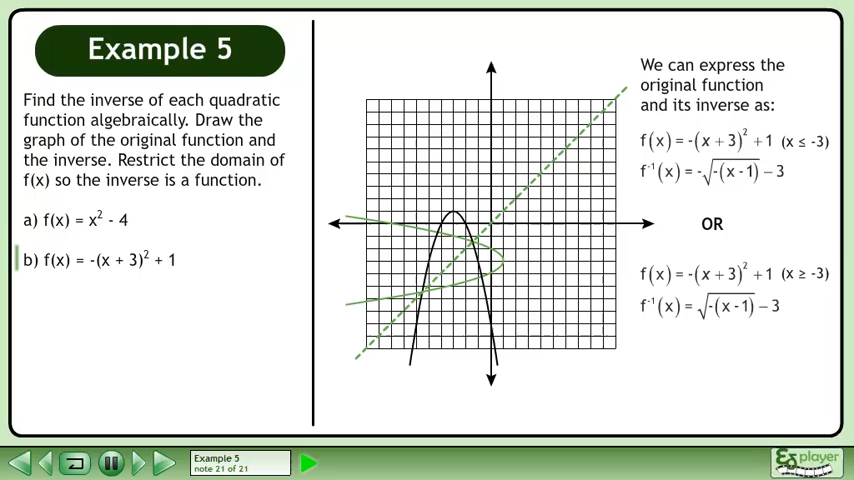 Example 5
Find the inverse of each quadratic
function algebraically. Draw the
graph of the original function and
the inverse. Restrict the domain of
f(x) so the inverse is a function.
a) f(x) = x² - 4
b) f(x) = -(x + 3)² + 1
We can express the
original function
and its inverse as:
f(x) = -(x + 3)² + 1 (x ≤ -3)
f⁻¹(x) = -√-(x - 1) - 3
OR
f(x) = -(x + 3)² + 1 (x ≥ -3)
f⁻¹(x) = √-(x - 1) - 3
Example 5
note 21 of 21
Ez player